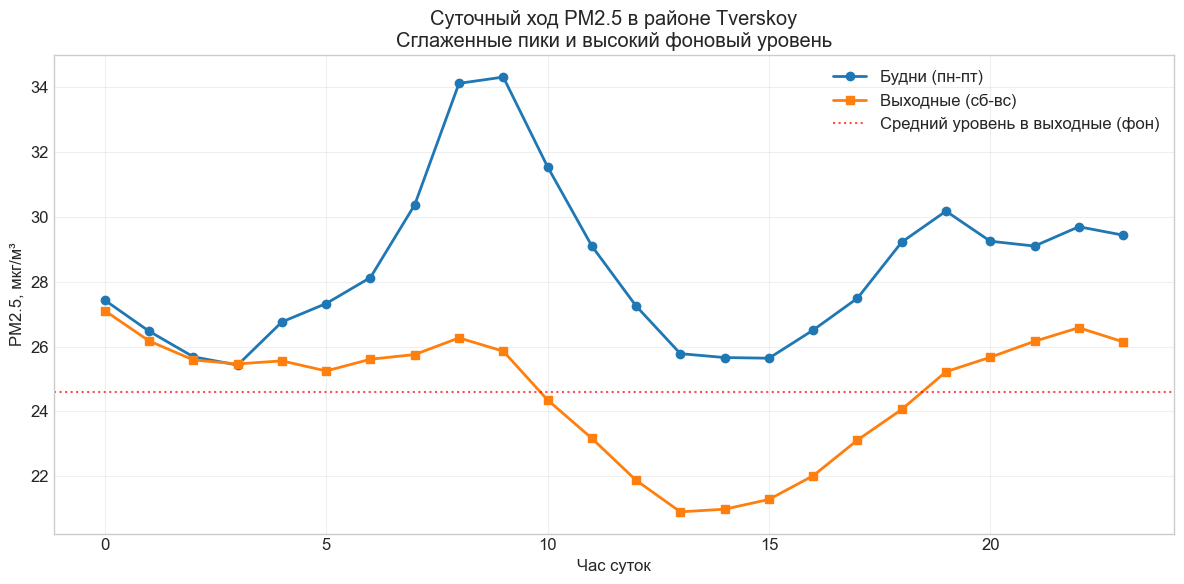 Суточный ход PM2.5 в районе Tverskoy
Сглаженные пики и высокий фоновый уровень
Будни (пн-пт)
Выходные (сб-вс)
Средний уровень в выходные (фон)
PM2.5, мкг/м³
34
32
30
28
26
24
22
0 5 10 15 20
Час суток